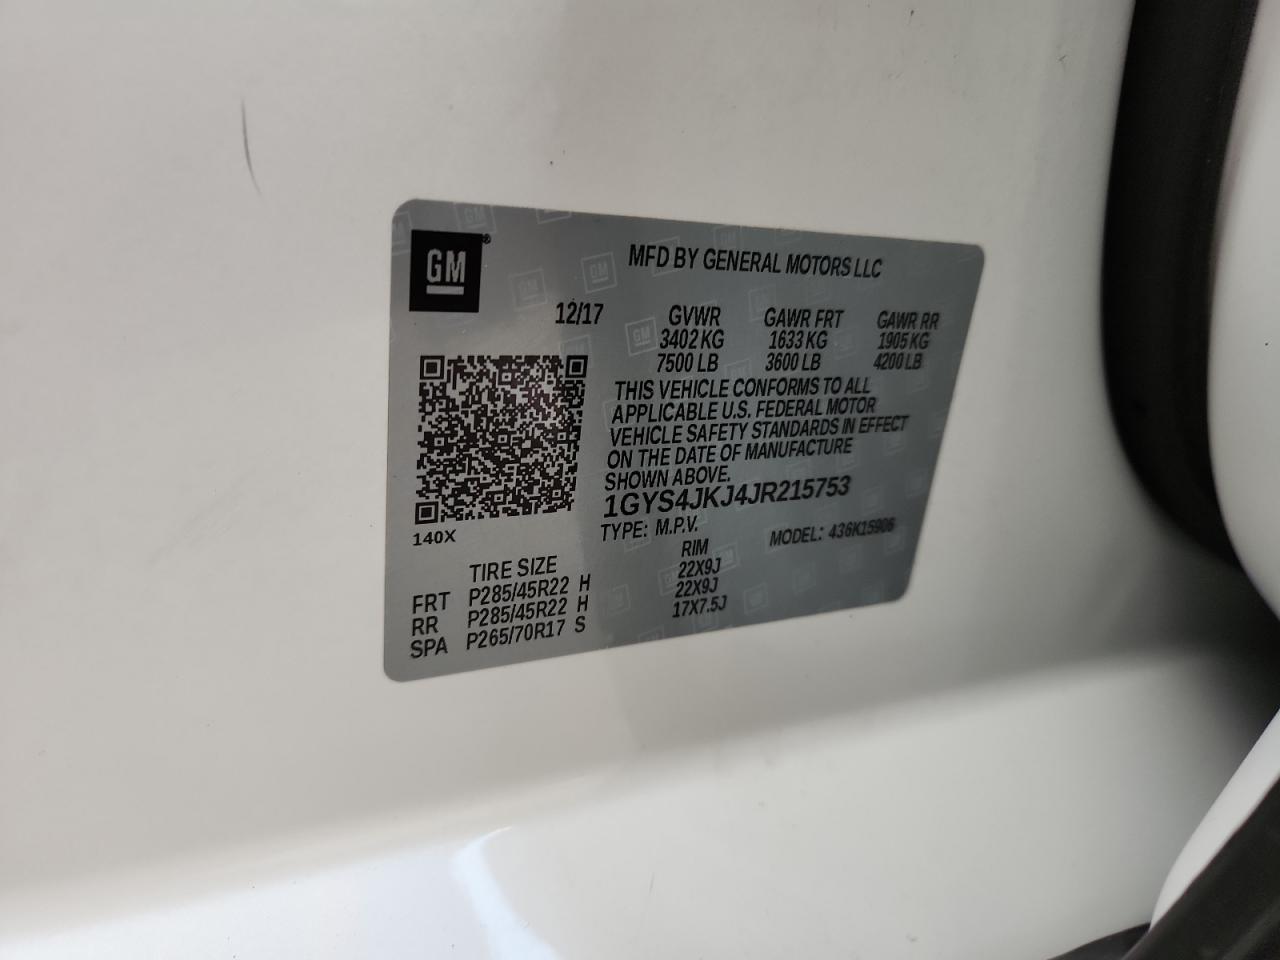 GM®
MFD BY GENERAL MOTORS LLC
12/17 GVWR GAWR FRT GAWR RR
3402 KG 1633 KG 1905 KG
7500 LB 3600 LB 4200 LB
THIS VEHICLE CONFORMS TO ALL
APPLICABLE U.S. FEDERAL MOTOR
VEHICLE SAFETY STANDARDS IN EFFECT
ON THE DATE OF MANUFACTURE
SHOWN ABOVE.
1GYS4JKJ4JR215753
140X
TYPE: M.P.V. MODEL: 436K15906
TIRE SIZE RIM
FRT P285/45R22 H 22X9J
RR P285/45R22 H 22X9J
SPA P265/70R17 S 17X7.5J